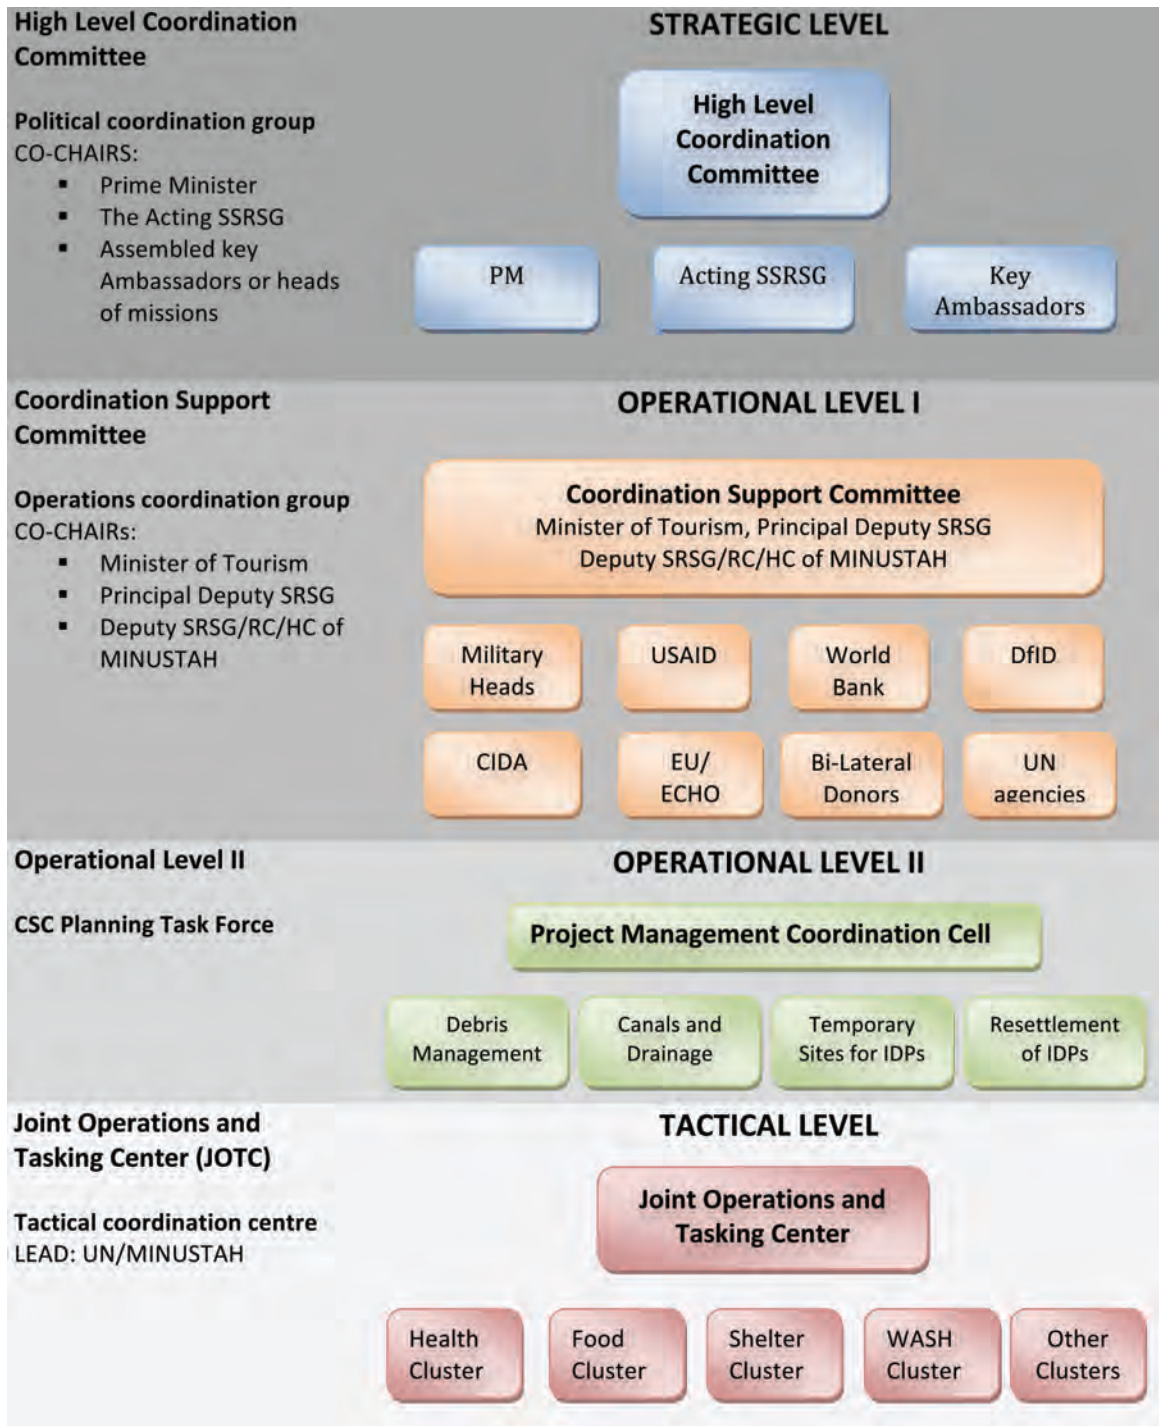 High Level Coordination
Committee
Political coordination group
CO-CHAIRS:
▪ Prime Minister
▪ The Acting SSRSG
▪ Assembled key
Ambassadors or heads
of missions
STRATEGIC LEVEL
High Level
Coordination
Committee
PM
Acting SSRSG
Key
Ambassadors
Coordination Support
Committee
Operations coordination group
CO-CHAIRs:
▪ Minister of Tourism
▪ Principal Deputy SRSG
▪ Deputy SRSG/RC/HC of
MINUSTAH
OPERATIONAL LEVEL I
Coordination Support Committee
Minister of Tourism, Principal Deputy SRSG
Deputy SRSG/RC/HC of MINUSTAH
Military
Heads
USAID
World
Bank
DfID
CIDA
EU/
ECHO
Bi-Lateral
Donors
UN
agencies
Operational Level II
CSC Planning Task Force
OPERATIONAL LEVEL II
Project Management Coordination Cell
Debris
Management
Canals and
Drainage
Temporary
Sites for IDPs
Resettlement
of IDPs
Joint Operations and
Tasking Center (JOTC)
Tactical coordination centre
LEAD: UN/MINUSTAH
TACTICAL LEVEL
Joint Operations and
Tasking Center
Health
Cluster
Food
Cluster
Shelter
Cluster
WASH
Cluster
Other
Clusters